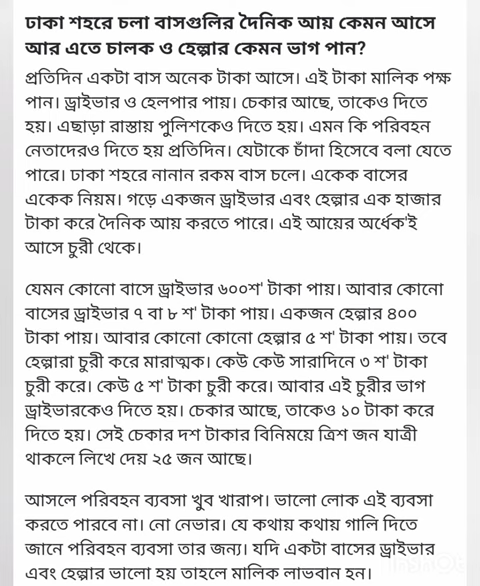 ঢাকা শহরে চলা বাসগুলির দৈনিক আয় কেমন আসে
আর এতে চালক ও হেল্পার কেমন ভাগ পান?
প্রতিদিন একটা বাস অনেক টাকা আসে। এই টাকা মালিক পক্ষ
পান। ড্রাইভার ও হেলপার পায়। চেকার আছে, তাকেও দিতে
হয়। এছাড়া রাস্তায় পুলিশকেও দিতে হয়। এমন কি পরিবহন
নেতাদেরও দিতে হয় প্রতিদিন। যেটাকে চাঁদা হিসেবে বলা যেতে
পারে। ঢাকা শহরে নানান রকম বাস চলে। একেক বাসের
একেক নিয়ম। গড়ে একজন ড্রাইভার এবং হেল্পার এক হাজার
টাকা করে দৈনিক আয় করতে পারে। এই আয়ের অর্ধেক'ই
আসে চুরী থেকে।
যেমন কোনো বাসে ড্রাইভার ৬০০শ' টাকা পায়। আবার কোনো
বাসের ড্রাইভার ৭ বা ৮ শ' টাকা পায়। একজন হেল্পার ৪০০
টাকা পায়। আবার কোনো কোনো হেল্পার ৫ শ' টাকা পায়। তবে
হেল্পারা চুরী করে মারাত্মক। কেউ কেউ সারাদিনে ৩ শ' টাকা
চুরী করে। কেউ ৫ শ' টাকা চুরী করে। আবার এই চুরীর ভাগ
ড্রাইভারকেও দিতে হয়। চেকার আছে, তাকেও ১০ টাকা করে
দিতে হয়। সেই চেকার দশ টাকার বিনিময়ে ত্রিশ জন যাত্রী
থাকলে লিখে দেয় ২৫ জন আছে।
আসলে পরিবহন ব্যবসা খুব খারাপ। ভালো লোক এই ব্যবসা
করতে পারবে না। নো নেভার। যে কথায় কথায় গালি দিতে
জানে পরিবহন ব্যবসা তার জন্য। যদি একটা বাসের ড্রাইভার
এবং হেল্পার ভালো হয় তাহলে মালিক লাভবান হন।